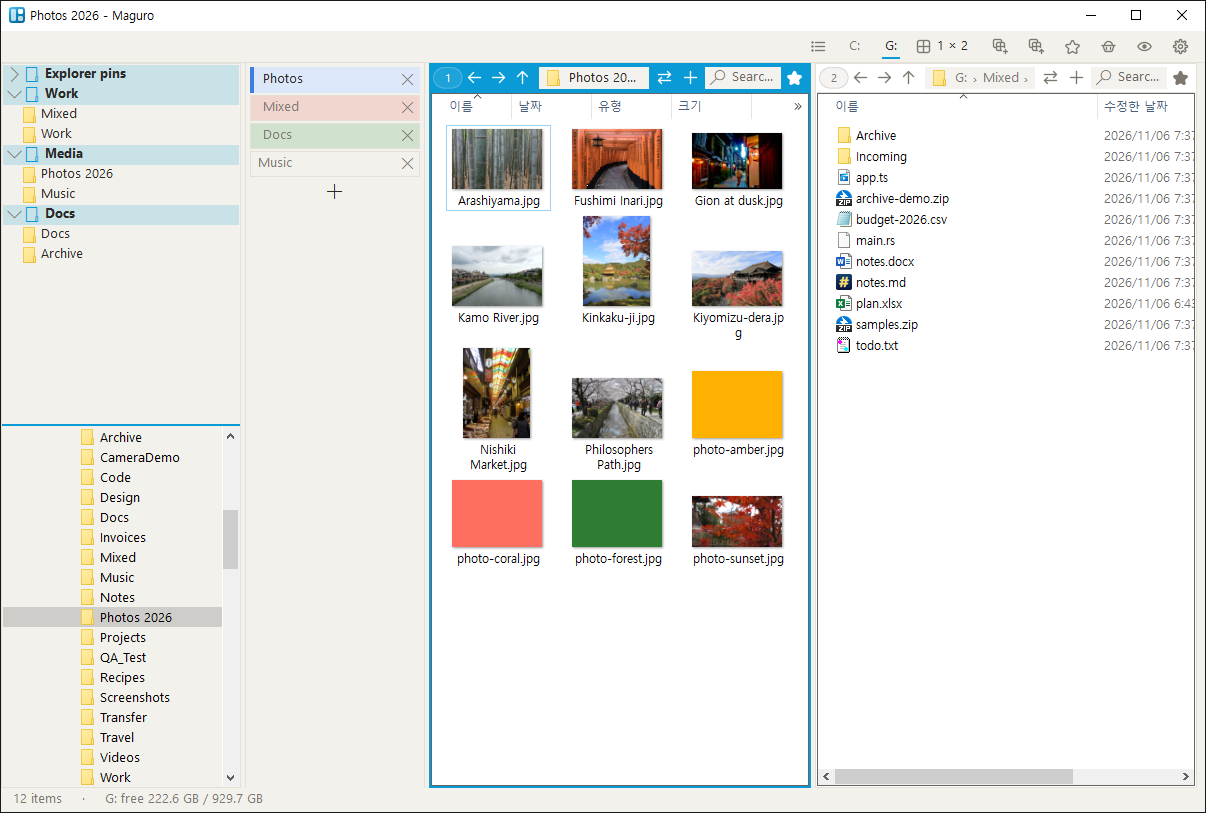 Photos 2026 - Maguro
C: G: 1 × 2
Explorer pins
Work
Mixed
Work
Media
Photos 2026
Music
Docs
Docs
Archive
Archive
CameraDemo
Code
Design
Docs
Invoices
Mixed
Music
Notes
Photos 2026
Projects
QA_Test
Recipes
Screenshots
Transfer
Travel
Videos
Work
Photos
Mixed
Docs
Music
1 Photos 20... Searc...
이름 날짜 유형 크기 »
Arashiyama.jpg Fushimi Inari.jpg Gion at dusk.jpg
Kamo River.jpg Kinkaku-ji.jpg Kiyomizu-dera.jp
g
Nishiki Philosophers photo-amber.jpg
Market.jpg Path.jpg
photo-coral.jpg photo-forest.jpg photo-sunset.jpg
2 G: › Mixed › Searc...
이름 수정한 날짜
Archive 2026/11/06 7:37
Incoming 2026/11/06 7:37
app.ts 2026/11/06 7:37
archive-demo.zip 2026/11/06 7:37
budget-2026.csv 2026/11/06 7:37
main.rs 2026/11/06 7:37
notes.docx 2026/11/06 7:37
notes.md 2026/11/06 7:37
plan.xlsx 2026/11/06 6:43
samples.zip 2026/11/06 7:37
todo.txt 2026/11/06 7:37
12 items · G: free 222.6 GB / 929.7 GB